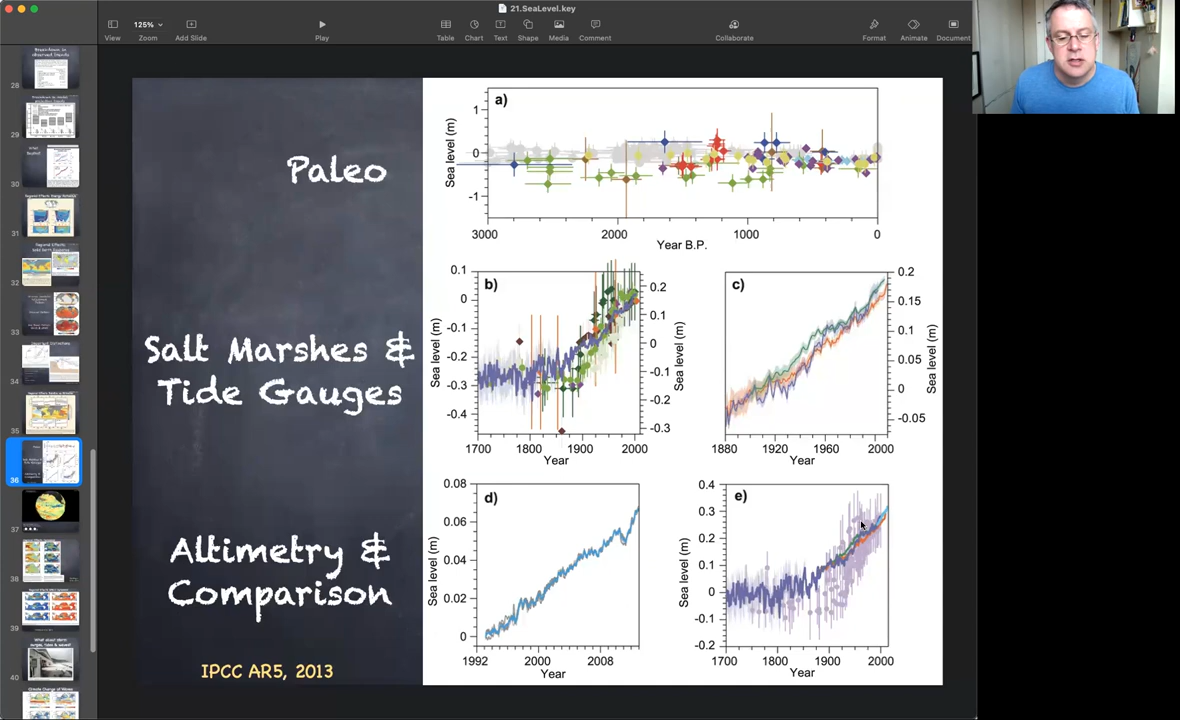 21.SeaLevel.key
125%
View
Zoom
Add Slide
Play
Table
Chart
Text
Shape
Media
Comment
Collaborate
Format
Animate
Document
28
29
30
31
32
33
34
35
36
37
38
39
40
Paleo
Salt Marshes &
Tide Gauges
Altimetry &
Comparison
IPCC AR5, 2013
a)
Sea level (m)
1
0
-1
3000
2000
1000
0
Year B.P.
b)
Sea level (m)
0.1
0
-0.1
-0.2
-0.3
-0.4
0.2
0.1
0
-0.1
-0.2
-0.3
Sea level (m)
1700
1800
1900
2000
Year
c)
0.2
0.15
0.1
0.05
0
-0.05
Sea level (m)
1880
1920
1960
2000
Year
d)
Sea level (m)
0.08
0.06
0.04
0.02
0
1992
2000
2008
Year
e)
Sea level (m)
0.4
0.3
0.2
0.1
0
-0.1
-0.2
1700
1800
1900
2000
Year